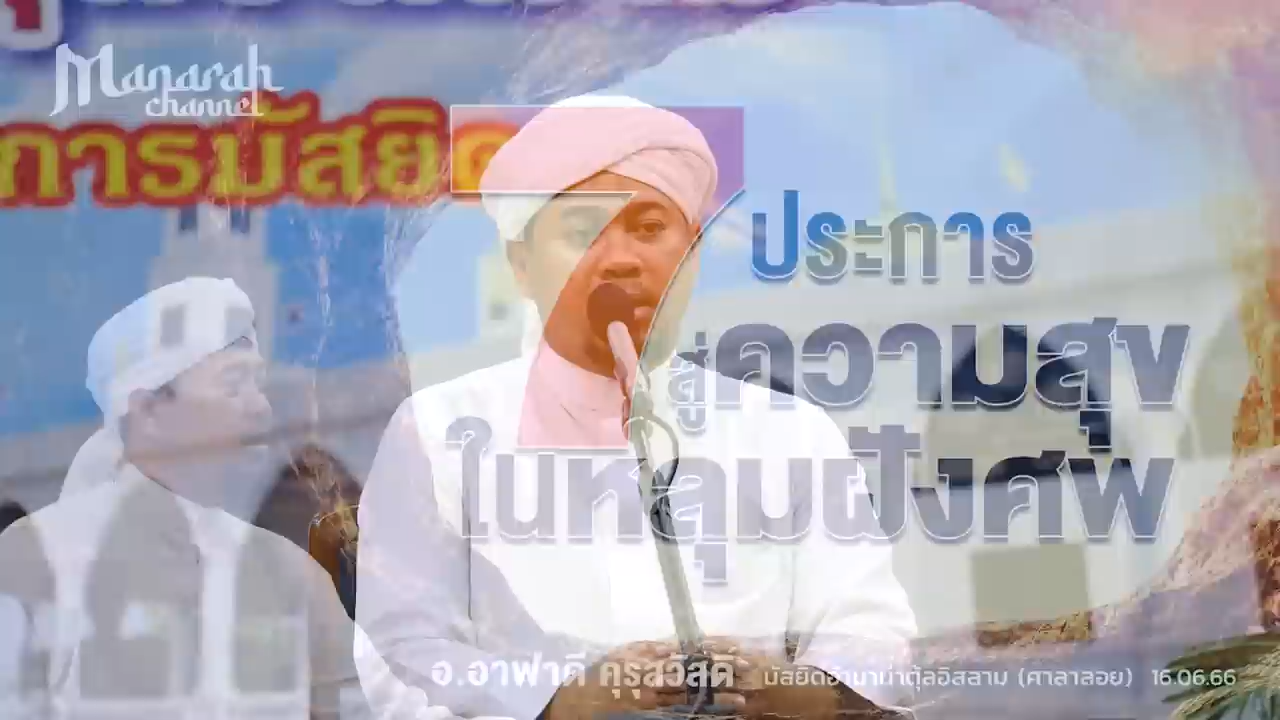 Manarah
channel
การมัสยิด
7
ประการ
สู่ความสุข
ในหลุมฝังศพ
อ.อาฟาดี คุรุสวัสดิ มัสยิดอามานาตุ้ลอิสลาม (ศาลาลอย) 16.06.66